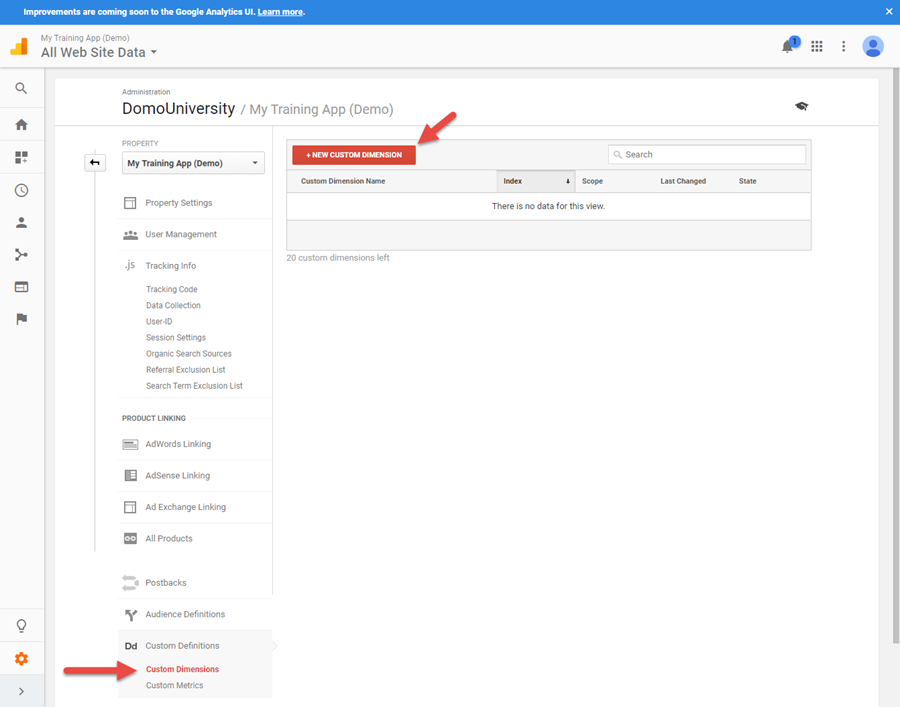 Improvements are coming soon to the Google Analytics UI. Learn more.
My Training App (Demo)
All Web Site Data
1
Administration
DomoUniversity / My Training App (Demo)
PROPERTY
My Training App (Demo)
Property Settings
User Management
.js Tracking Info
Tracking Code
Data Collection
User-ID
Session Settings
Organic Search Sources
Referral Exclusion List
Search Term Exclusion List
PRODUCT LINKING
AdWords Linking
AdSense Linking
Ad Exchange Linking
All Products
Postbacks
Audience Definitions
Dd Custom Definitions
Custom Dimensions
Custom Metrics
+ NEW CUSTOM DIMENSION
Search
Custom Dimension Name Index Scope Last Changed State
There is no data for this view.
20 custom dimensions left